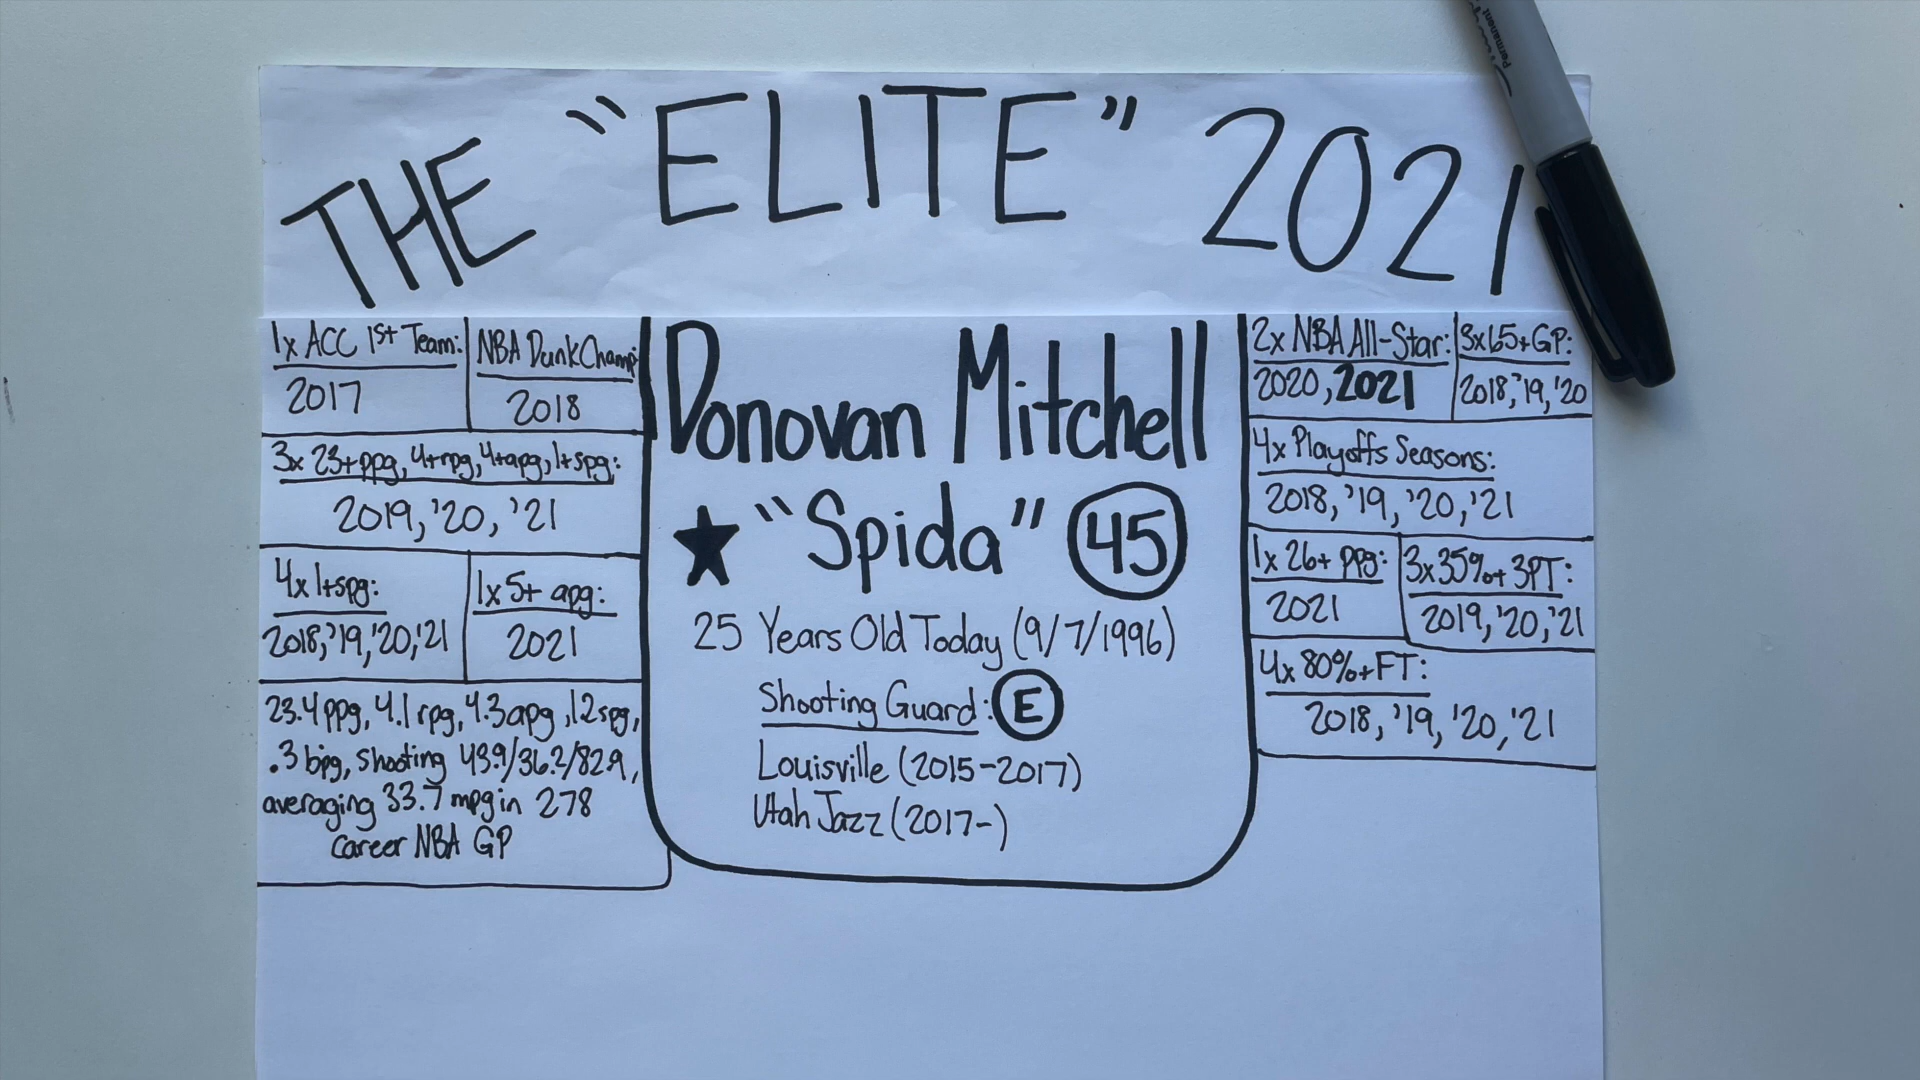 THE "ELITE" 2021
1x ACC 1st Team:
2017
NBA Dunk Champ:
2018
3x 23+ppg, 4+rpg, 4+apg, 1+spg:
2019, '20, '21
4x 1+spg:
2018, '19, '20, '21
1x 5+ apg:
2021
23.4 ppg, 4.1 rpg, 4.3 apg, 1.2 spg,
.3 bpg, shooting 43.9/36.2/82.9,
averaging 33.7 mpg in 278
career NBA GP
Donovan Mitchell
★ "Spida" 45
25 Years Old Today (9/7/1996)
Shooting Guard: E
Louisville (2015-2017)
Utah Jazz (2017-)
2x NBA All-Star:
2020, 2021
3x 65+ GP:
2018, '19, '20
4x Playoffs Seasons:
2018, '19, '20, '21
1x 26+ ppg:
2021
3x 35%+ 3PT:
2019, '20, '21
4x 80%+ FT:
2018, '19, '20, '21
Permanent